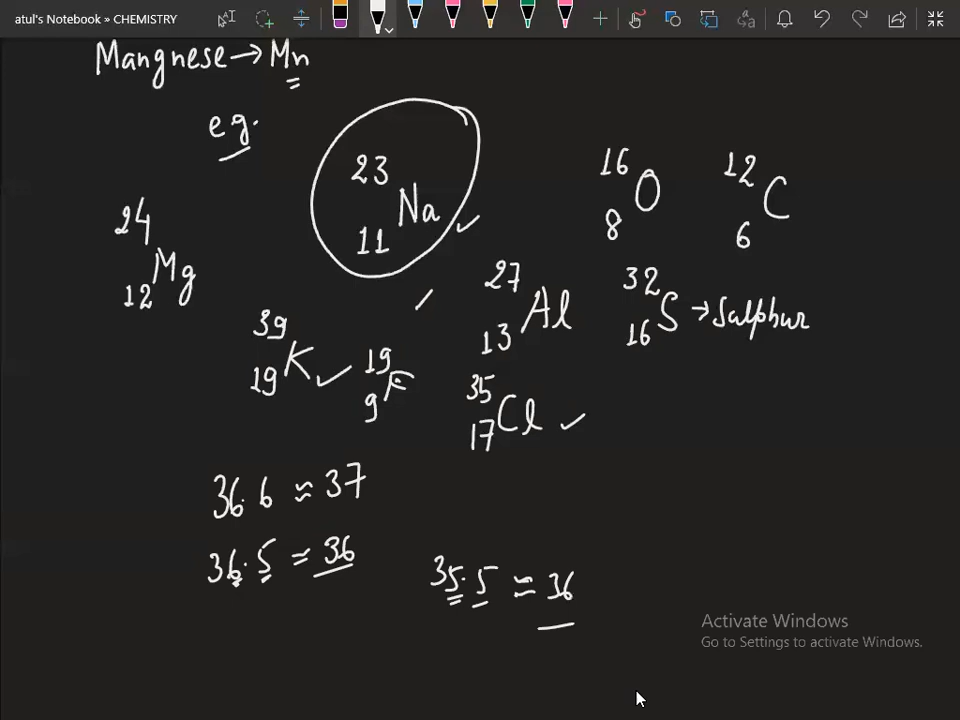 atul's Notebook » CHEMISTRY
Mangnese → Mn
eg.
23
Na
11
16
O
8
12
C
6
24
Mg
12
27
Al
13
32
S → Sulphur
16
39
K
19
19
F
9
35
Cl
17
36.6 ≈ 37
36.5 ≈ 36
35.5 ≈ 36
Activate Windows
Go to Settings to activate Windows.